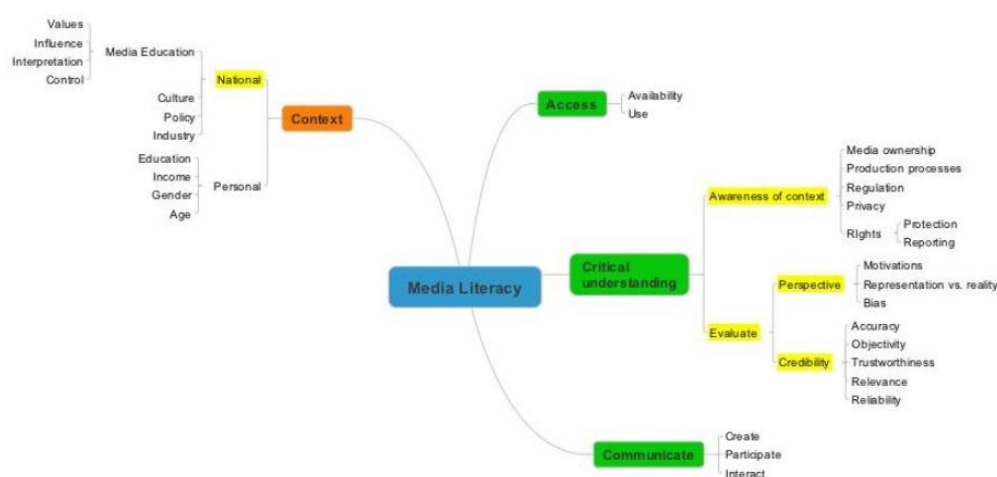 Values
Influence
Interpretation
Control
Media Education
National
Culture
Policy
Industry
Context
Education
Income
Gender
Age
Personal
Media Literacy
Access
Availability
Use
Critical
understanding
Awareness of context
Media ownership
Production processes
Regulation
Privacy
RIghts
Protection
Reporting
Evaluate
Perspective
Motivations
Representation vs. reality
Bias
Credibility
Accuracy
Objectivity
Trustworthiness
Relevance
Reliability
Communicate
Create
Participate
Interact